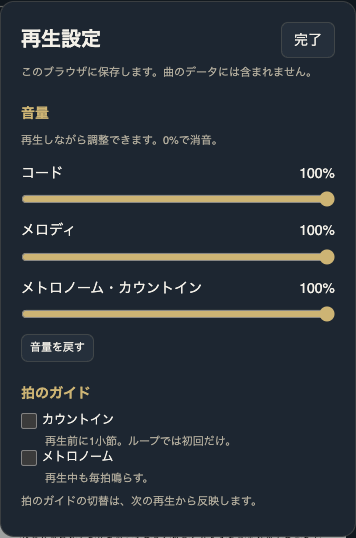 再生設定
完了
このブラウザに保存します。曲のデータには含まれません。
音量
再生しながら調整できます。0%で消音。
コード 100%
メロディ 100%
メトロノーム・カウントイン 100%
音量を戻す
拍のガイド
カウントイン
再生前に1小節。ループでは初回だけ。
メトロノーム
再生中も毎拍鳴らす。
拍のガイドの切替は、次の再生から反映します。